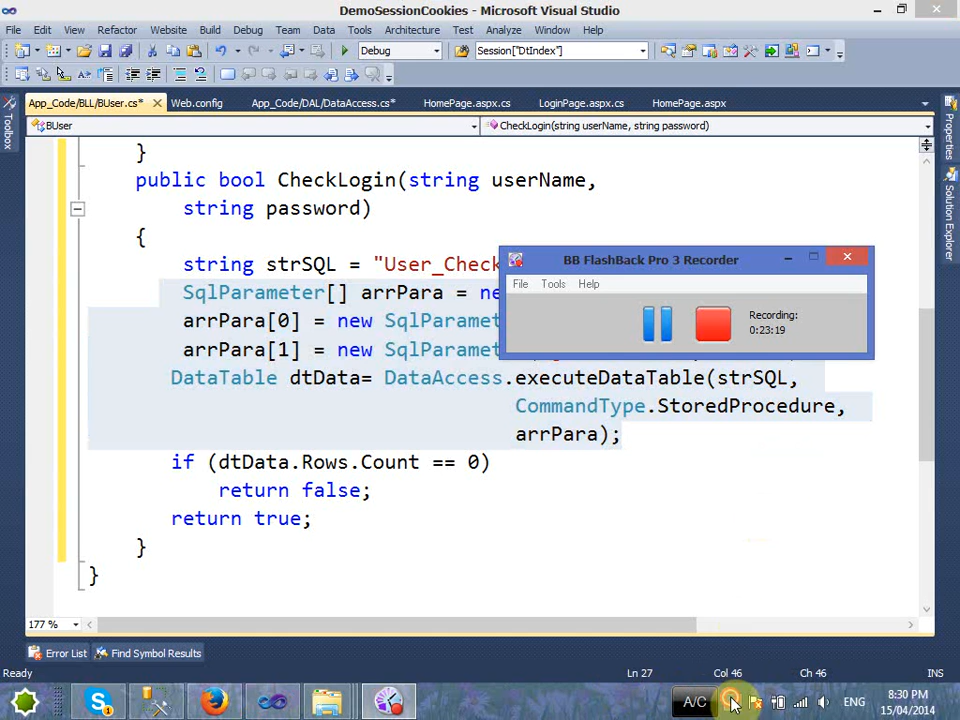 DemoSessionCookies - Microsoft Visual Studio
File Edit View Refactor Website Build Debug Team Data Tools Architecture Test Analyze Window Help
Debug Session["DtIndex"]
App_Code/BLL/BUser.cs* Web.config App_Code/DAL/DataAccess.cs* HomePage.aspx.cs LoginPage.aspx.cs HomePage.aspx
BUser CheckLogin(string userName, string password)
Toolbox
Properties
Solution Explorer
}
public bool CheckLogin(string userName,
string password)
{
string strSQL = "User_Check
SqlParameter[] arrPara = ne
arrPara[0] = new SqlParamet
arrPara[1] = new SqlParamet
DataTable dtData= DataAccess.executeDataTable(strSQL,
CommandType.StoredProcedure,
arrPara);
if (dtData.Rows.Count == 0)
return false;
return true;
}
}
BB FlashBack Pro 3 Recorder
File Tools Help
Recording:
0:23:19
177 %
Error List Find Symbol Results
Ready Ln 27 Col 46 Ch 46 INS
A/C ENG 8:30 PM
15/04/2014